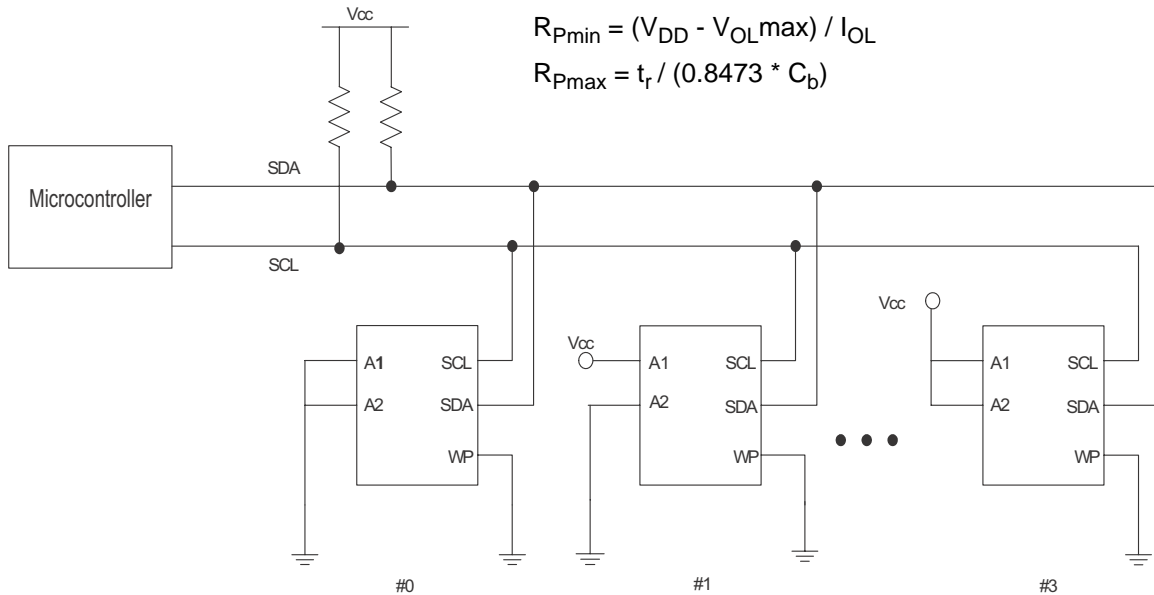 Vcc
R_Pmin = (V_DD - V_OLmax) / I_OL
R_Pmax = t_r / (0.8473 * C_b)
SDA
Microcontroller
SCL
Vcc
Vcc
A1
SCL
A2
SDA
WP
A1
SCL
A2
SDA
WP
A1
SCL
A2
SDA
WP
#0
#1
#3